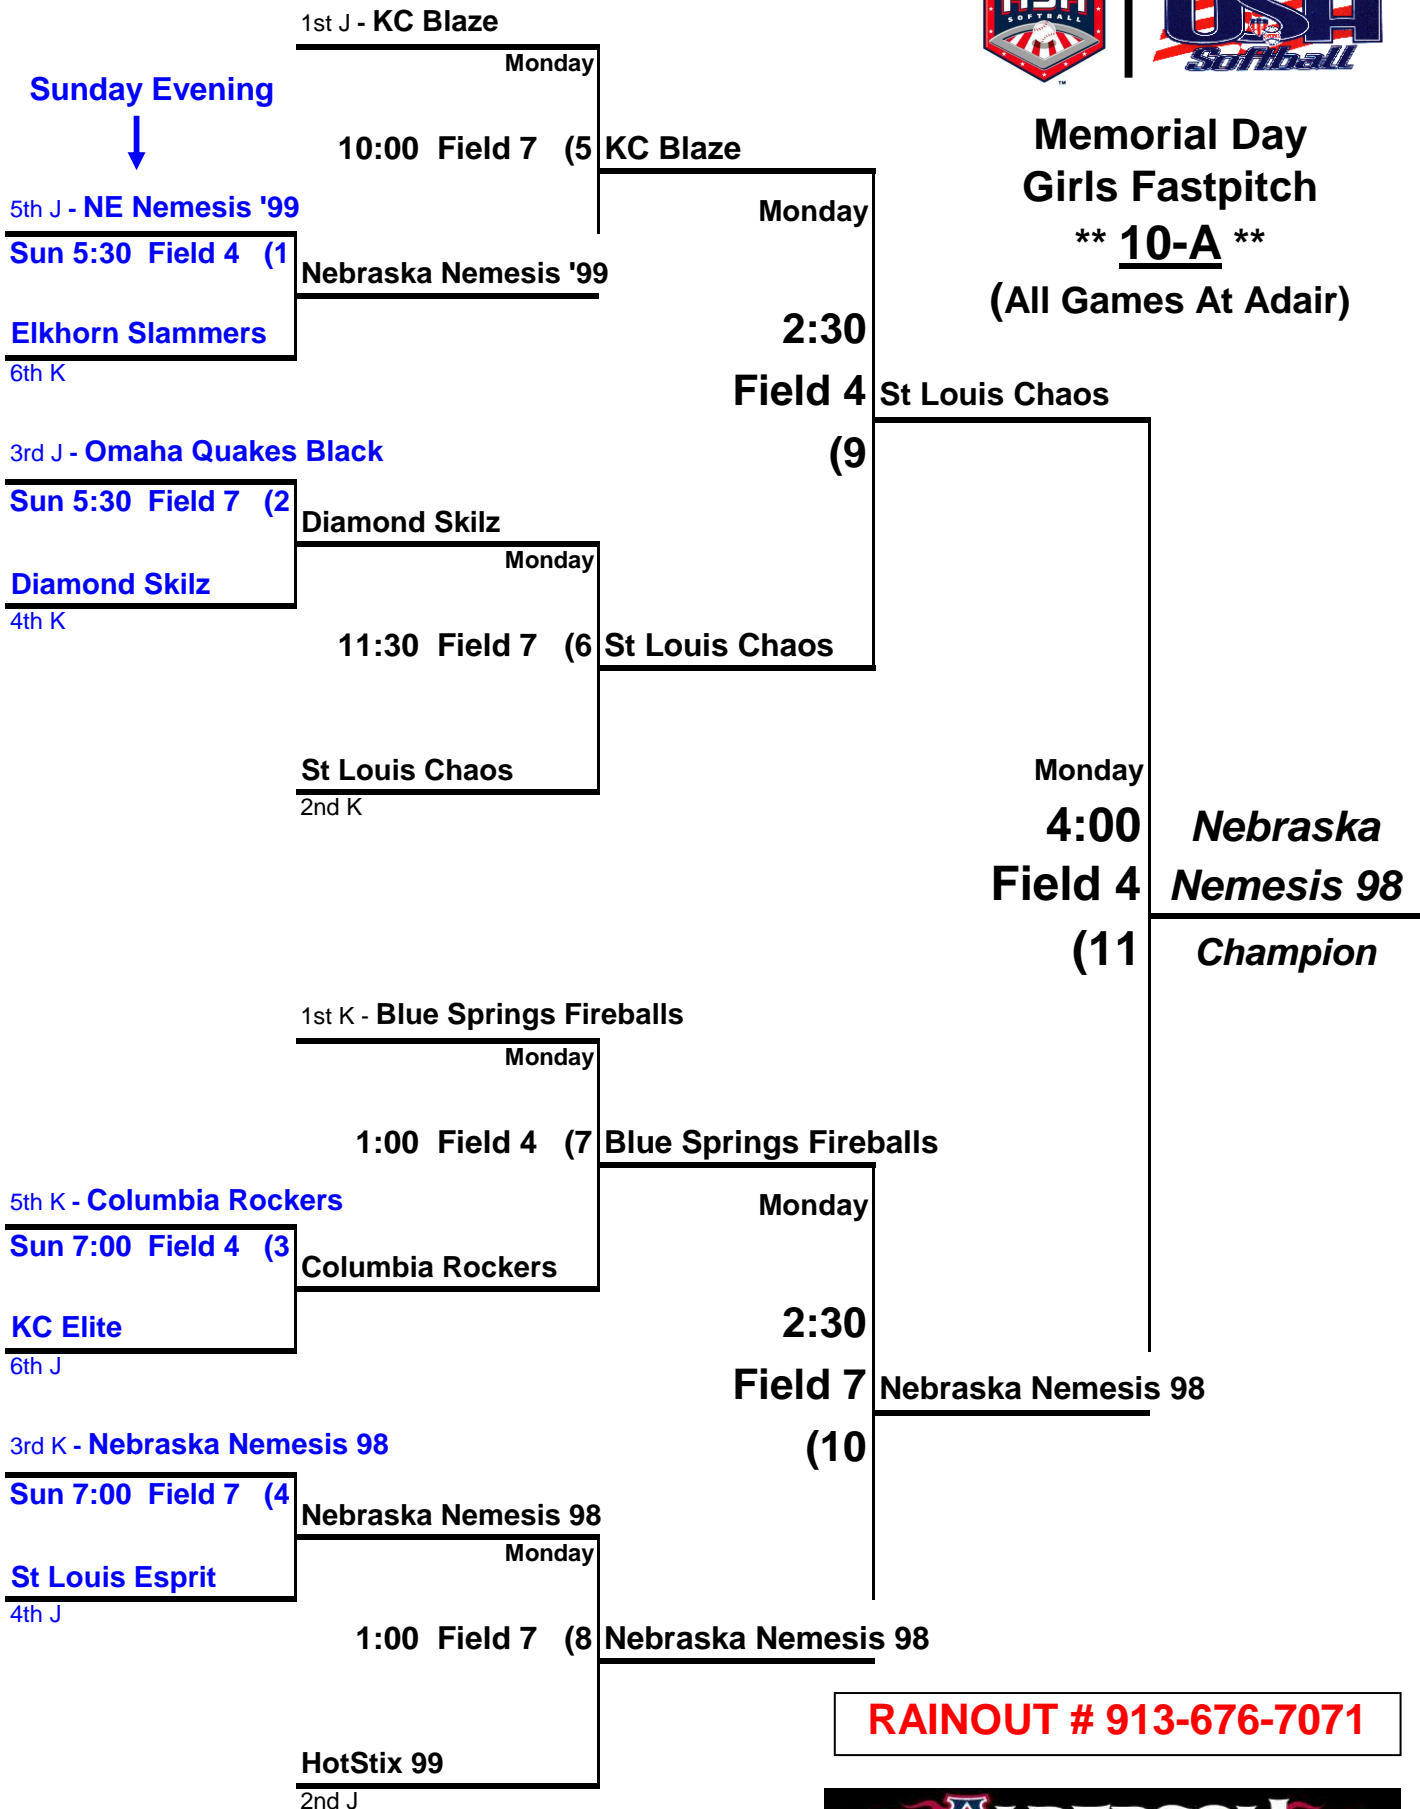 1st J - KC Blaze
SOFTBALL
USA
Softball
™
Monday
Sunday Evening
10:00 Field 7 (5
KC Blaze
Memorial Day
Girls Fastpitch
** 10-A **
(All Games At Adair)
5th J - NE Nemesis '99
Monday
Sun 5:30 Field 4 (1
Nebraska Nemesis '99
Elkhorn Slammers
6th K
2:30
Field 4
(9
St Louis Chaos
3rd J - Omaha Quakes Black
Sun 5:30 Field 7 (2
Diamond Skilz
Monday
Diamond Skilz
4th K
11:30 Field 7 (6
St Louis Chaos
St Louis Chaos
2nd K
Monday
4:00
Field 4
(11
Nebraska
Nemesis 98
Champion
1st K - Blue Springs Fireballs
Monday
1:00 Field 4 (7
Blue Springs Fireballs
5th K - Columbia Rockers
Monday
Sun 7:00 Field 4 (3
Columbia Rockers
KC Elite
6th J
2:30
Field 7
(10
Nebraska Nemesis 98
3rd K - Nebraska Nemesis 98
Sun 7:00 Field 7 (4
Nebraska Nemesis 98
Monday
St Louis Esprit
4th J
1:00 Field 7 (8
Nebraska Nemesis 98
RAINOUT # 913-676-7071
HotStix 99
2nd J